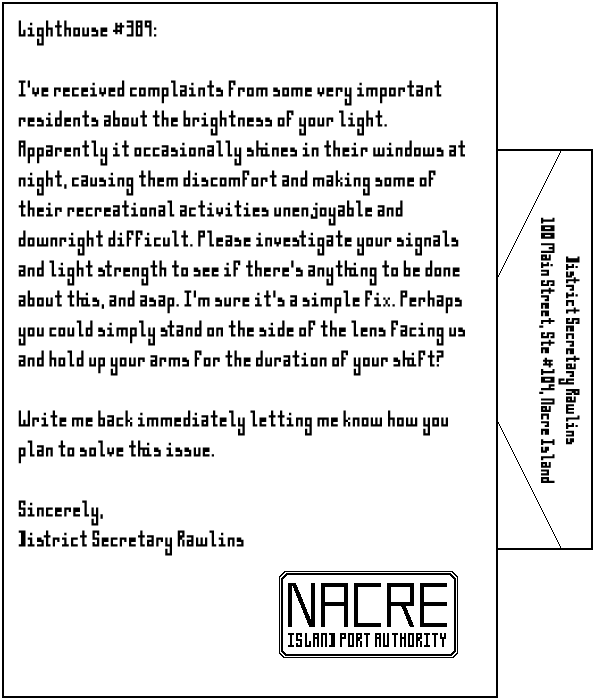 Lighthouse #389:
I've received complaints from some very important
residents about the brightness of your light.
Apparently it occasionally shines in their windows at
night, causing them discomfort and making some of
their recreational activities unenjoyable and
downright difficult. Please investigate your signals
and light strength to see if there's anything to be done
about this, and asap. I'm sure it's a simple fix. Perhaps
you could simply stand on the side of the lens facing us
and hold up your arms for the duration of your shift?
Write me back immediately letting me know how you
plan to solve this issue.
Sincerely,
District Secretary Rawlins
NACRE
ISLAND PORT AUTHORITY
District Secretary Rawlins
100 Main Street, Ste #109, Nacre Island